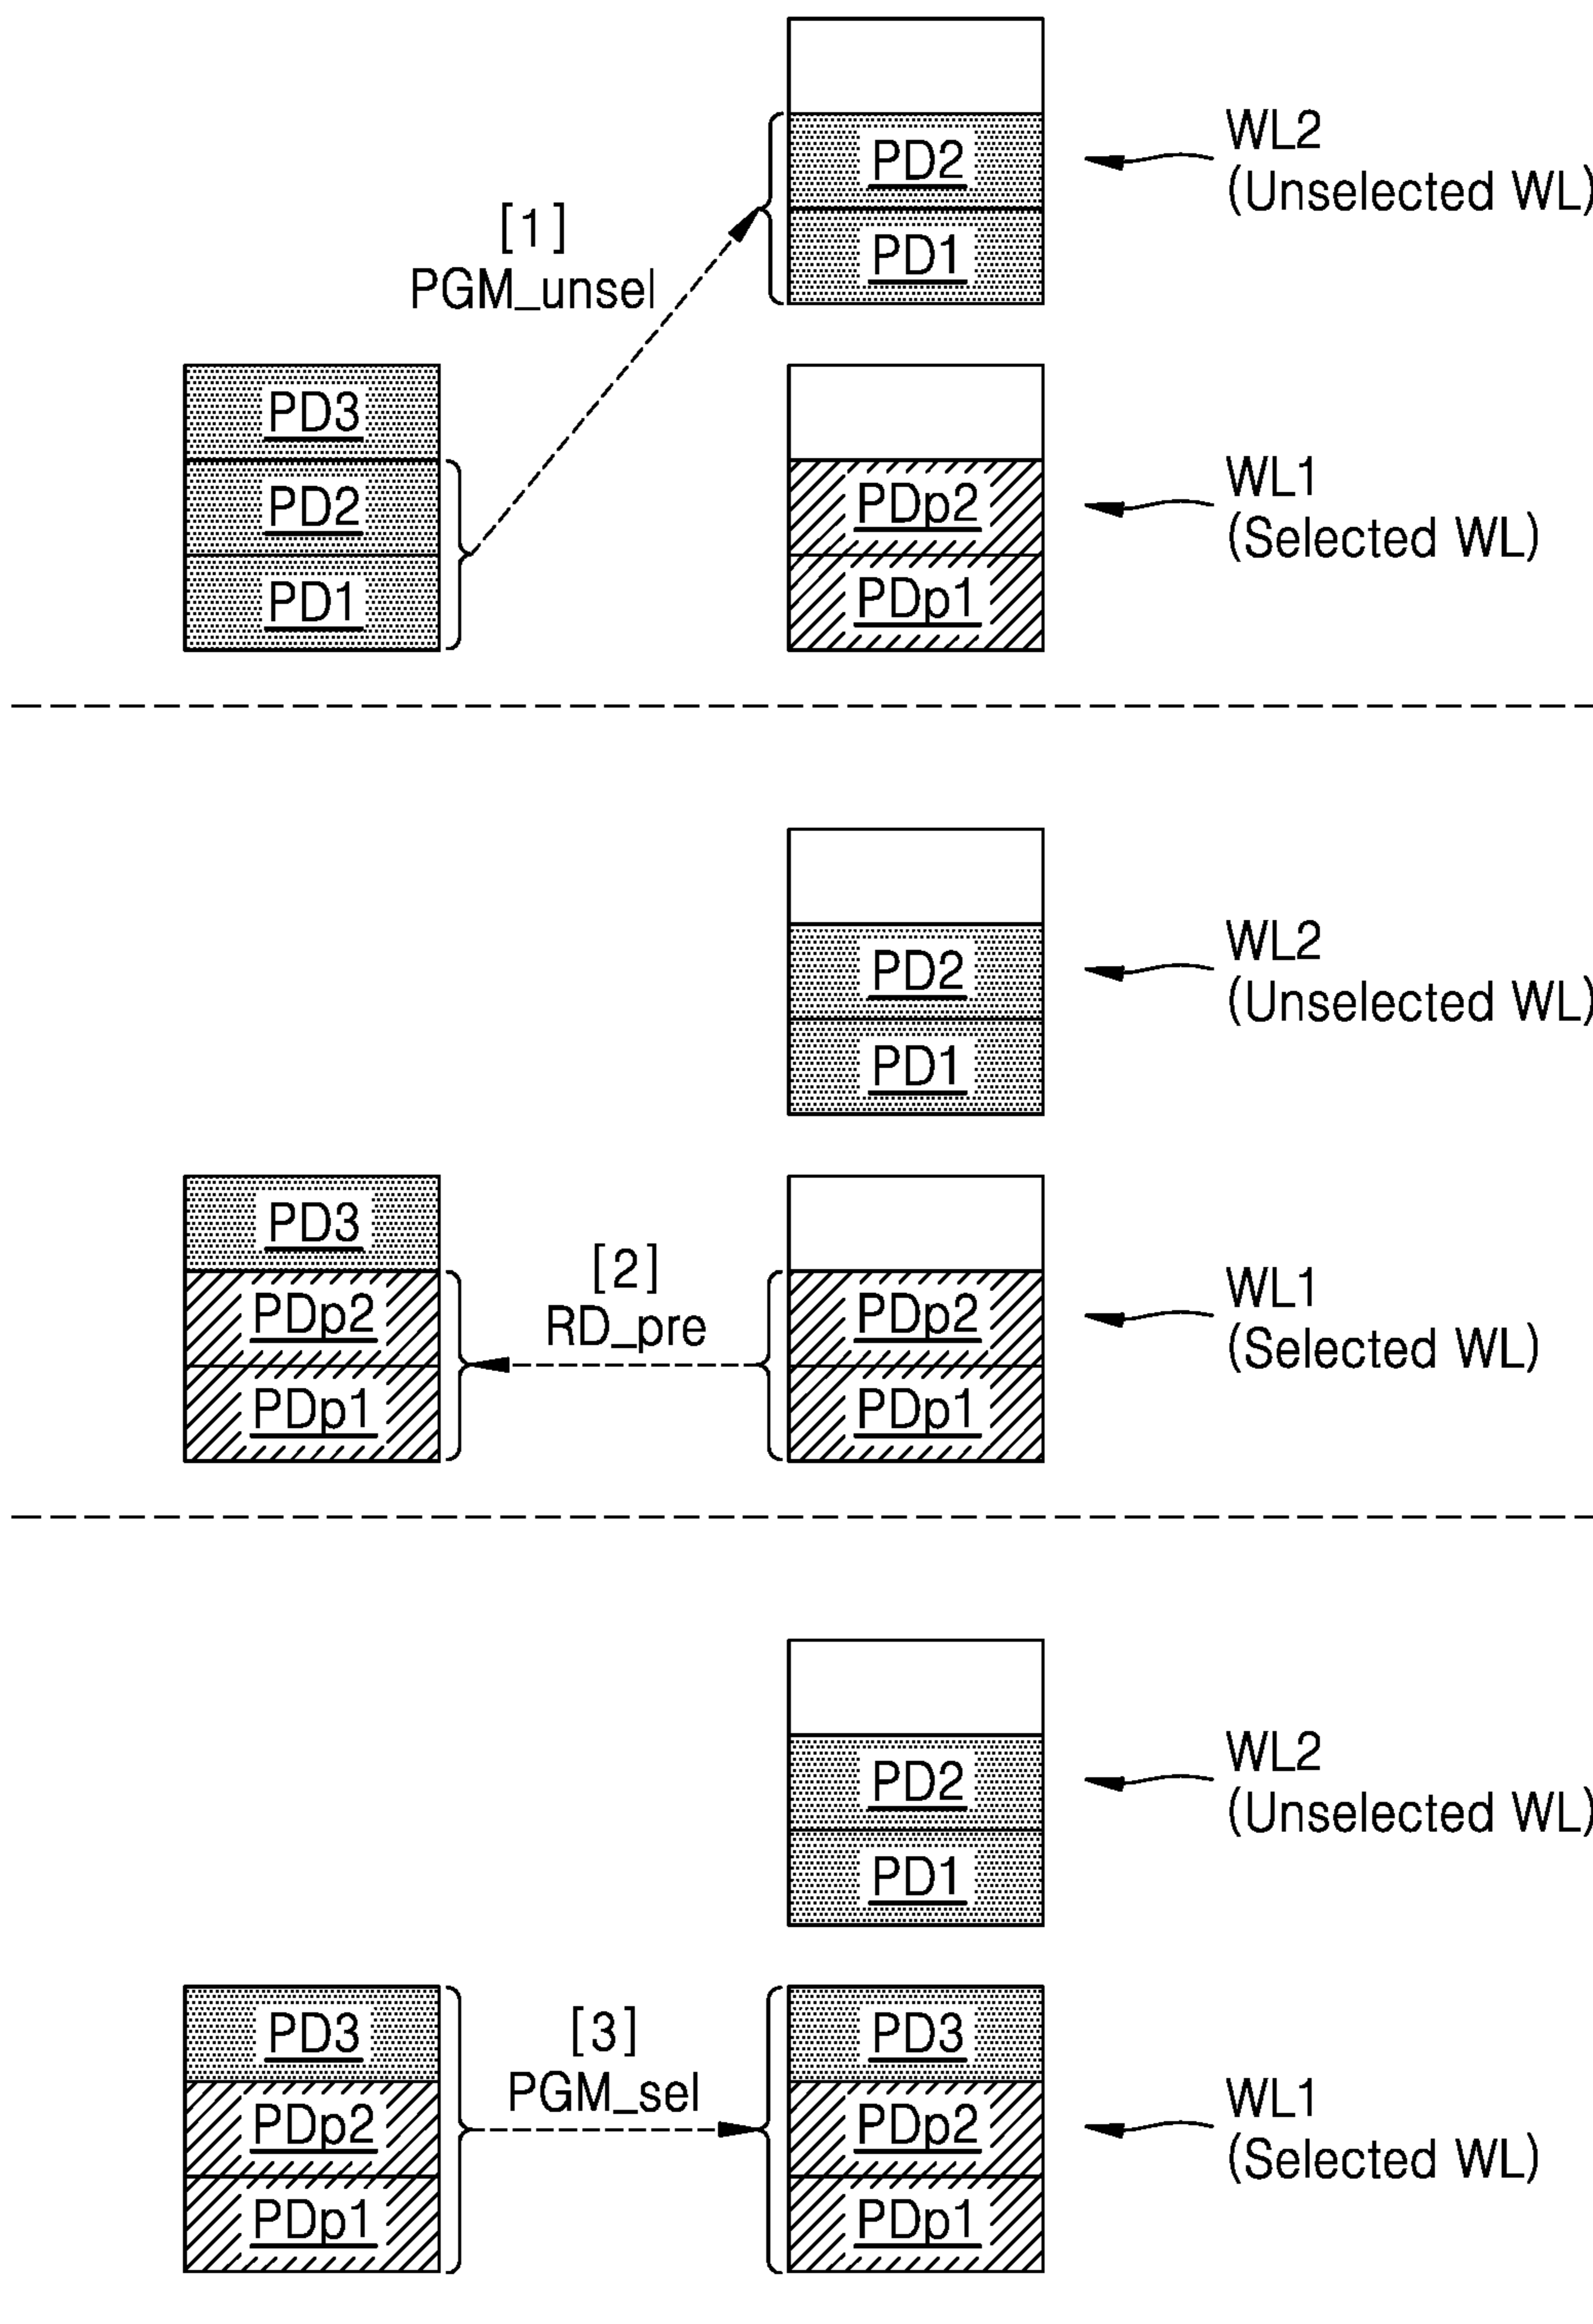 PD2
PD1
WL2
(Unselected WL)
[1]
PGM_unsel
PD3
PD2
PD1
PDp2
PDp1
WL1
(Selected WL)
PD2
PD1
WL2
(Unselected WL)
PD3
PDp2
PDp1
[2]
RD_pre
PDp2
PDp1
WL1
(Selected WL)
PD2
PD1
WL2
(Unselected WL)
PD3
PDp2
PDp1
[3]
PGM_sel
PD3
PDp2
PDp1
WL1
(Selected WL)